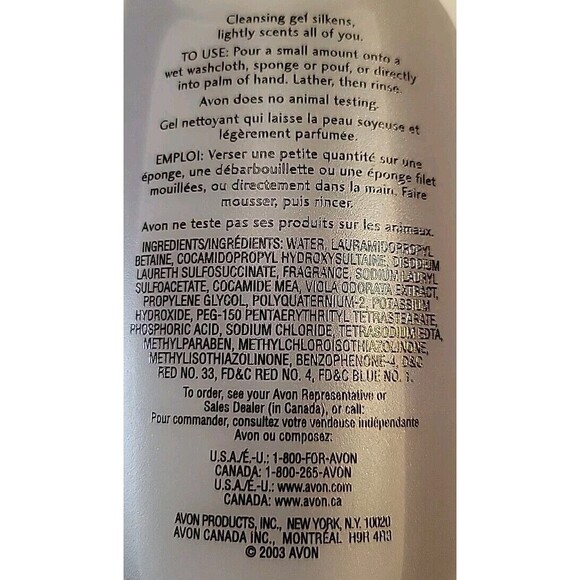 Cleansing gel silkens,
lightly scents all of you.
TO USE: Pour a small amount onto a
wet washcloth, sponge or pouf, or directly
into palm of hand. Lather, then rinse.
Avon does no animal testing.
Gel nettoyant qui laisse la peau soyeuse et
légèrement parfumée.
EMPLOI: Verser une petite quantité sur une
éponge, une débarbouillette ou une éponge filet
mouillées, ou directement dans la main. Faire
mousser, puis rincer.
Avon ne teste pas ses produits sur les animaux.
INGREDIENTS/INGRÉDIENTS: WATER, LAURAMIDOPROPYL
BETAINE, COCAMIDOPROPYL HYDROXYSULTAINE, DISODIUM
LAURETH SULFOSUCCINATE, FRAGRANCE, SODIUM LAURYL
SULFOACETATE, COCAMIDE MEA, VIOLA ODORATA EXTRACT,
PROPYLENE GLYCOL, POLYQUATERNIUM-2, POTASSIUM
HYDROXIDE, PEG-150 PENTAERYTHRITYL TETRASTEARATE,
PHOSPHORIC ACID, SODIUM CHLORIDE, TETRASODIUM EDTA,
METHYLPARABEN, METHYLCHLOROISOTHIAZOLINONE,
METHYLISOTHIAZOLINONE, BENZOPHENONE-4, D&C
RED NO. 33, FD&C RED NO. 4, FD&C BLUE NO. 1.
To order, see your Avon Representative or
Sales Dealer (in Canada), or call:
Pour commander, consultez votre vendeuse indépendante
Avon ou composez:
U.S.A./É.-U.: 1-800-FOR-AVON
CANADA: 1-800-265-AVON
U.S.A./É.-U.: www.avon.com
CANADA: www.avon.ca
AVON PRODUCTS, INC., NEW YORK, N.Y. 10020
AVON CANADA INC., MONTRÉAL H9R 4R3
© 2003 AVON